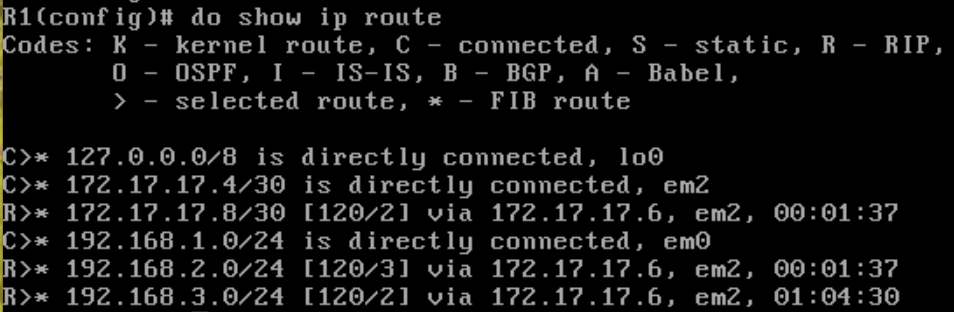 R1(config)# do show ip route
Codes: K - kernel route, C - connected, S - static, R - RIP,
O - OSPF, I - IS-IS, B - BGP, A - Babel,
> - selected route, * - FIB route
C>* 127.0.0.0/8 is directly connected, lo0
C>* 172.17.17.4/30 is directly connected, em2
R>* 172.17.17.8/30 [120/2] via 172.17.17.6, em2, 00:01:37
C>* 192.168.1.0/24 is directly connected, em0
R>* 192.168.2.0/24 [120/3] via 172.17.17.6, em2, 00:01:37
R>* 192.168.3.0/24 [120/2] via 172.17.17.6, em2, 01:04:30